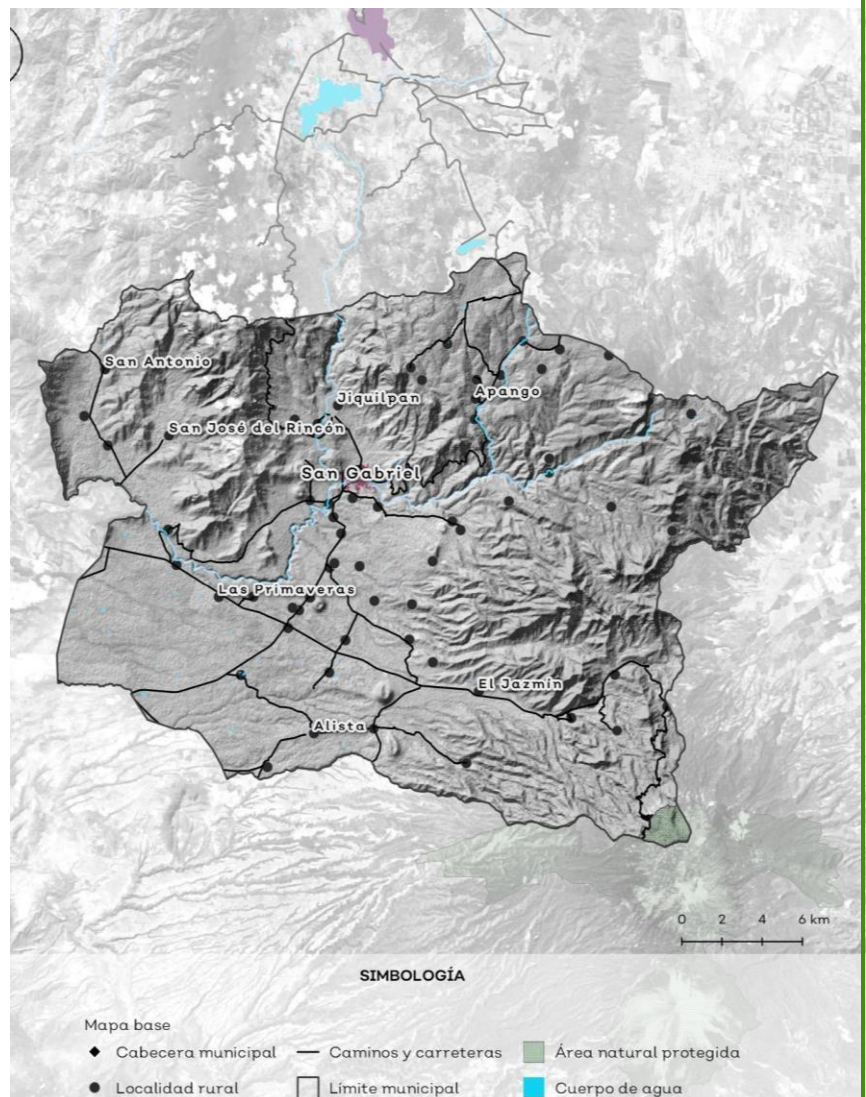 San Antonio
Jiquilpan
Apango
San José del Rincón
San Gabriel
Las Primaveras
El Jazmín
Alista
0 2 4 6 km
SIMBOLOGÍA
Mapa base
Cabecera municipal
Caminos y carreteras
Área natural protegida
Localidad rural
Límite municipal
Cuerpo de agua